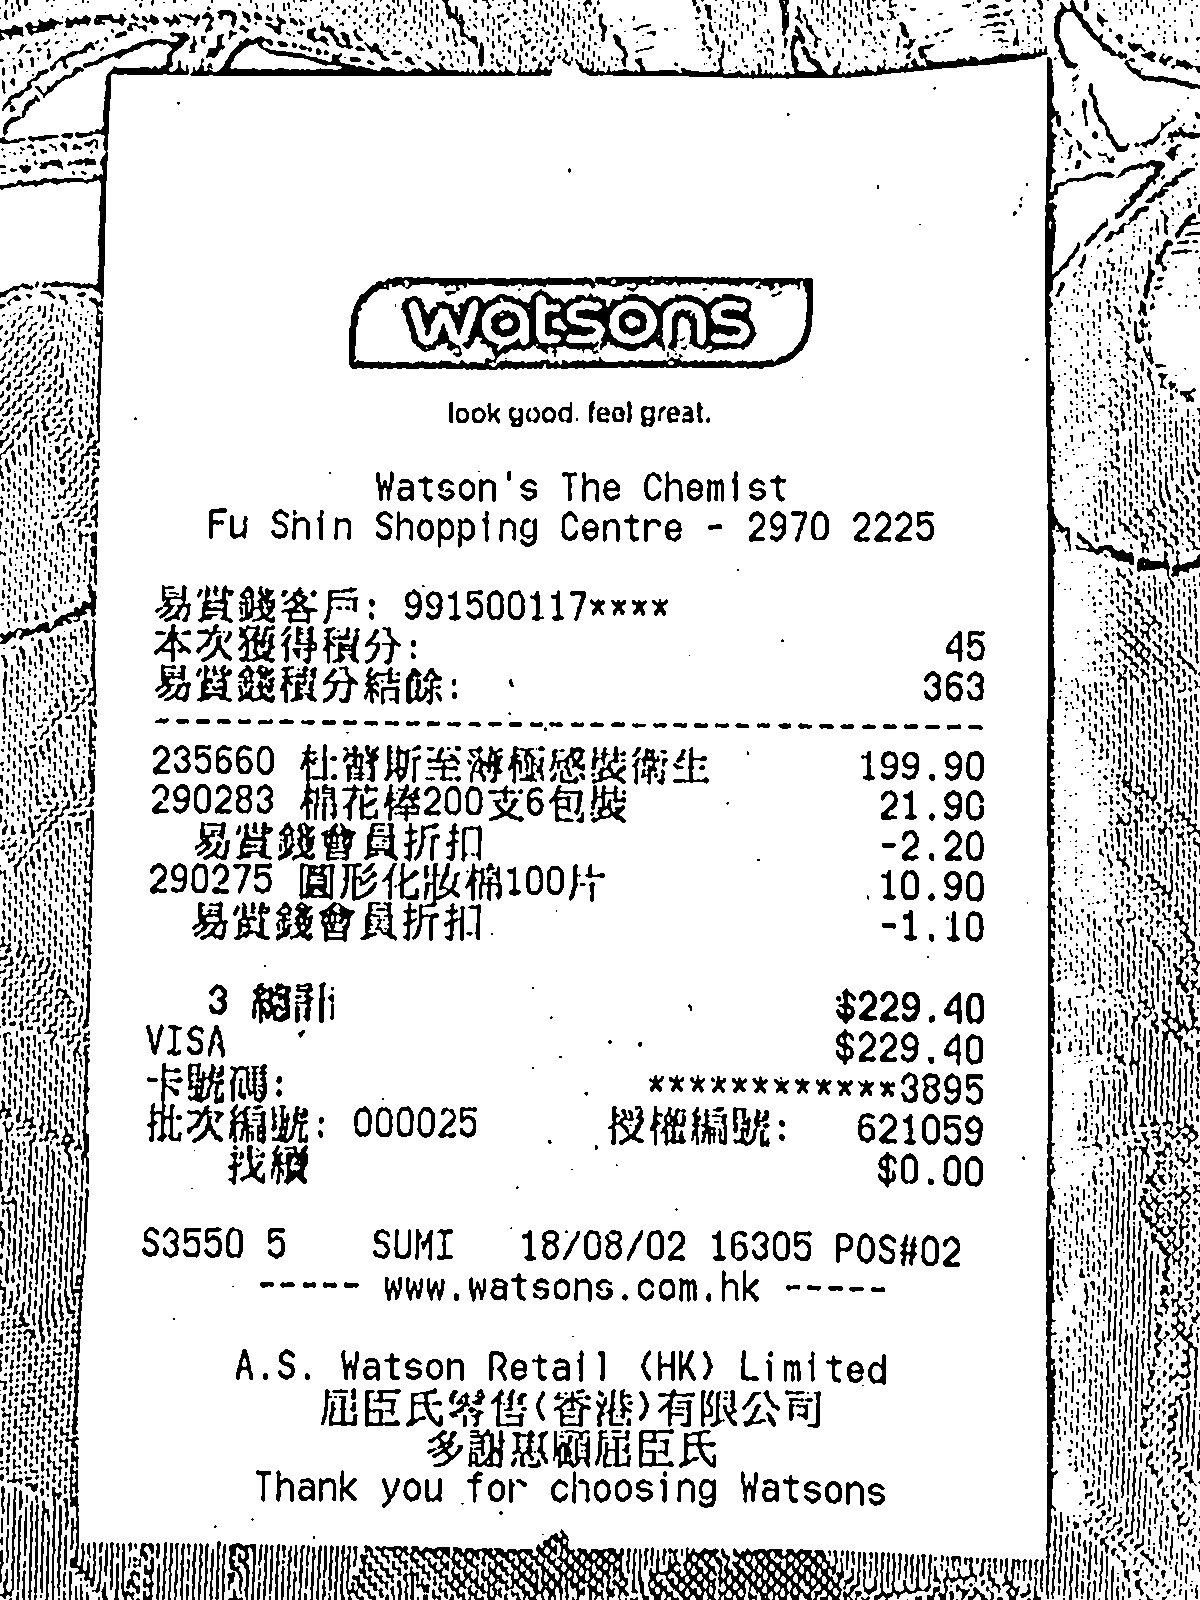 watsons
look good. feel great.
Watson's The Chemist
Fu Shin Shopping Centre - 2970 2225
易賞錢客戶: 991500117****
本次獲得積分: 45
易賞錢積分結餘: 363
235660 杜蕾斯至薄極感裝衛生 199.90
290283 棉花棒200支6包裝 21.90
易賞錢會員折扣 -2.20
290275 圓形化妝棉100片 10.90
易賞錢會員折扣 -1.10
3 總計 $229.40
VISA $229.40
卡號碼: ************3895
批次編號: 000025 授權編號: 621059
找續 $0.00
S3550 5 SUMI 18/08/02 16305 POS#02
----- www.watsons.com.hk -----
A.S. Watson Retail (HK) Limited
屈臣氏零售(香港)有限公司
多謝惠顧屈臣氏
Thank you for choosing Watsons